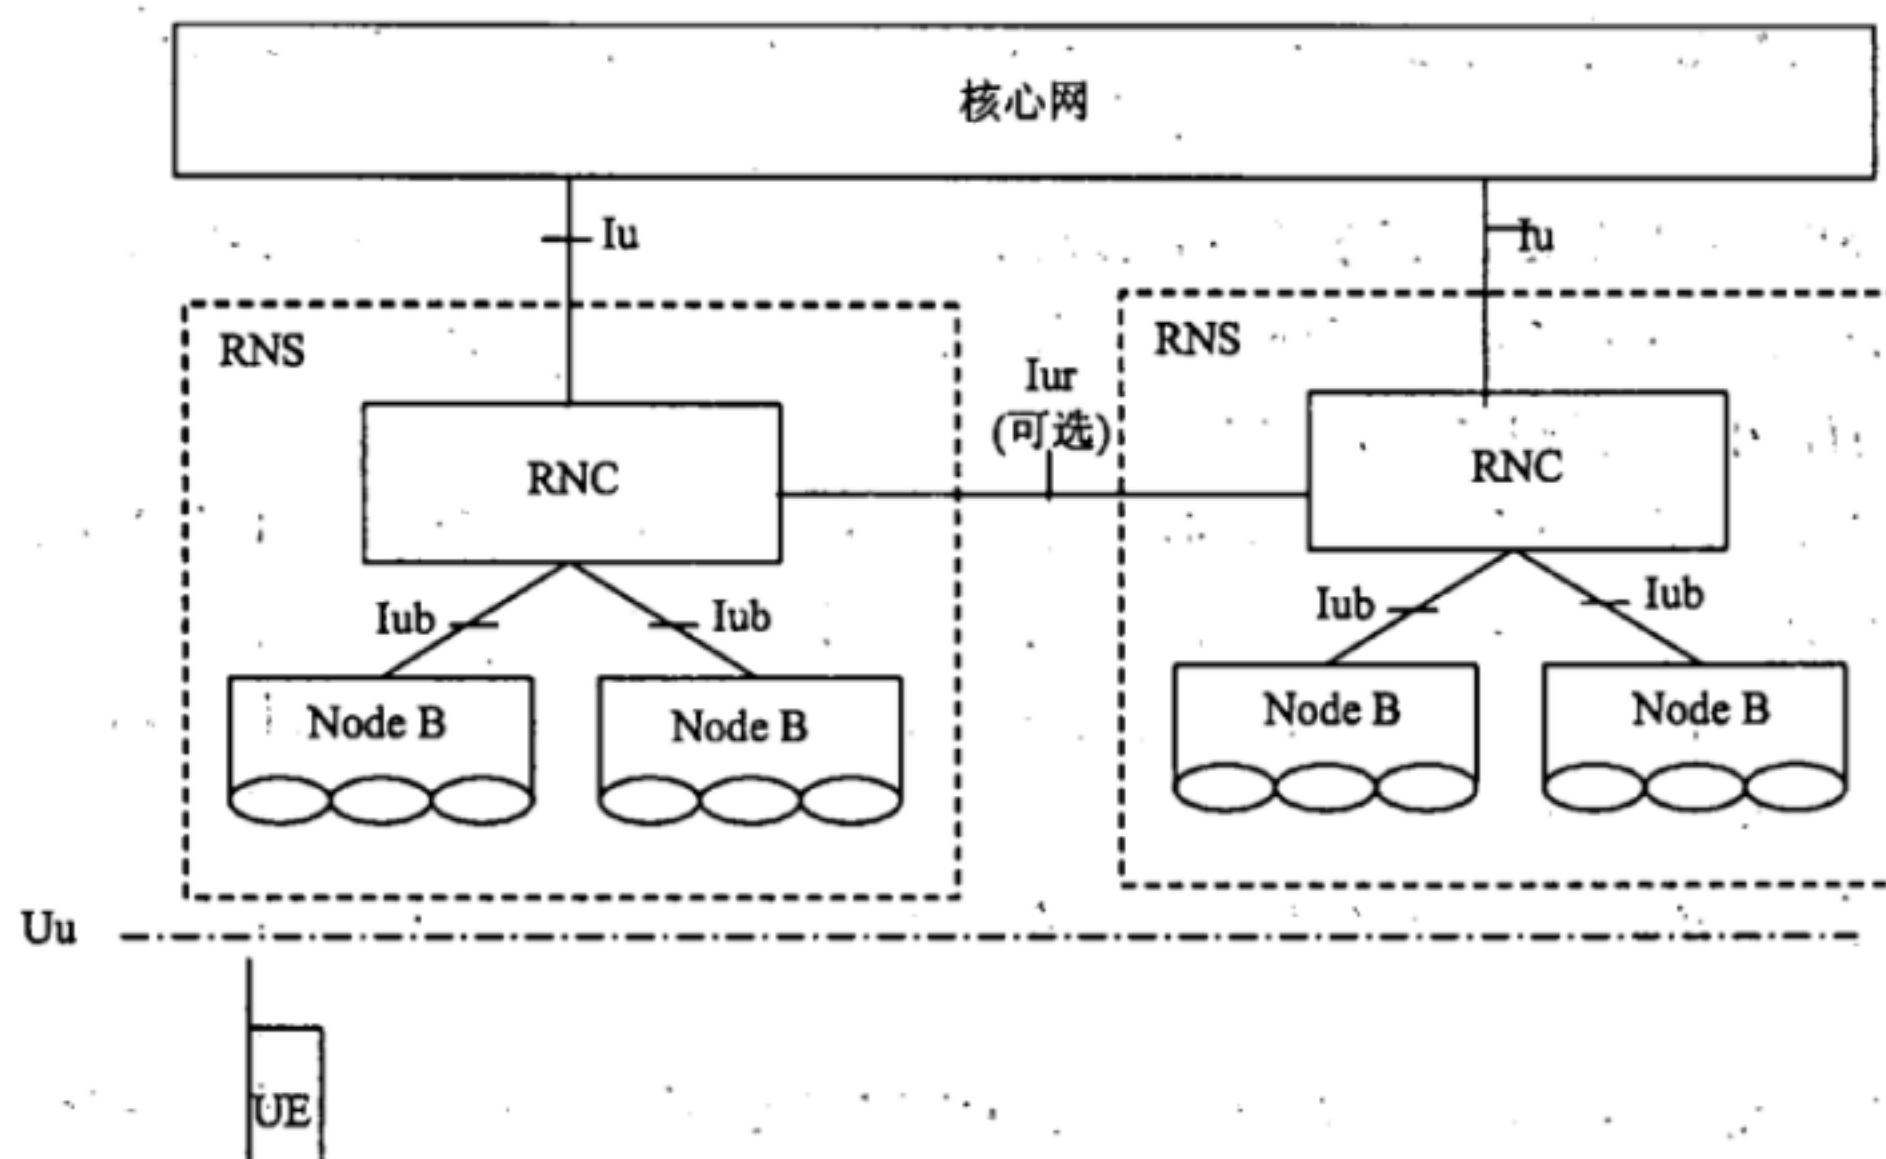 核心网
Iu
Iu
RNS
RNS
Iur
(可选)
RNC
RNC
Iub
Iub
Iub
Iub
Node B
Node B
Node B
Node B
Uu
UE